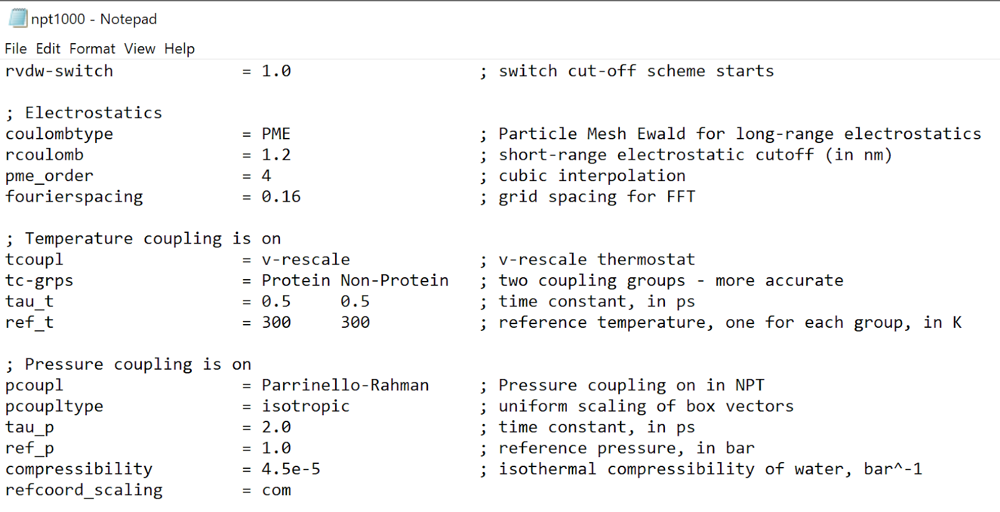 npt1000 - Notepad
File Edit Format View Help
rvdw-switch = 1.0 ; switch cut-off scheme starts
; Electrostatics
coulombtype = PME ; Particle Mesh Ewald for long-range electrostatics
rcoulomb = 1.2 ; short-range electrostatic cutoff (in nm)
pme_order = 4 ; cubic interpolation
fourierspacing = 0.16 ; grid spacing for FFT
; Temperature coupling is on
tcoupl = v-rescale ; v-rescale thermostat
tc-grps = Protein Non-Protein ; two coupling groups - more accurate
tau_t = 0.5 0.5 ; time constant, in ps
ref_t = 300 300 ; reference temperature, one for each group, in K
; Pressure coupling is on
pcoupl = Parrinello-Rahman ; Pressure coupling on in NPT
pcoupltype = isotropic ; uniform scaling of box vectors
tau_p = 2.0 ; time constant, in ps
ref_p = 1.0 ; reference pressure, in bar
compressibility = 4.5e-5 ; isothermal compressibility of water, bar^-1
refcoord_scaling = com